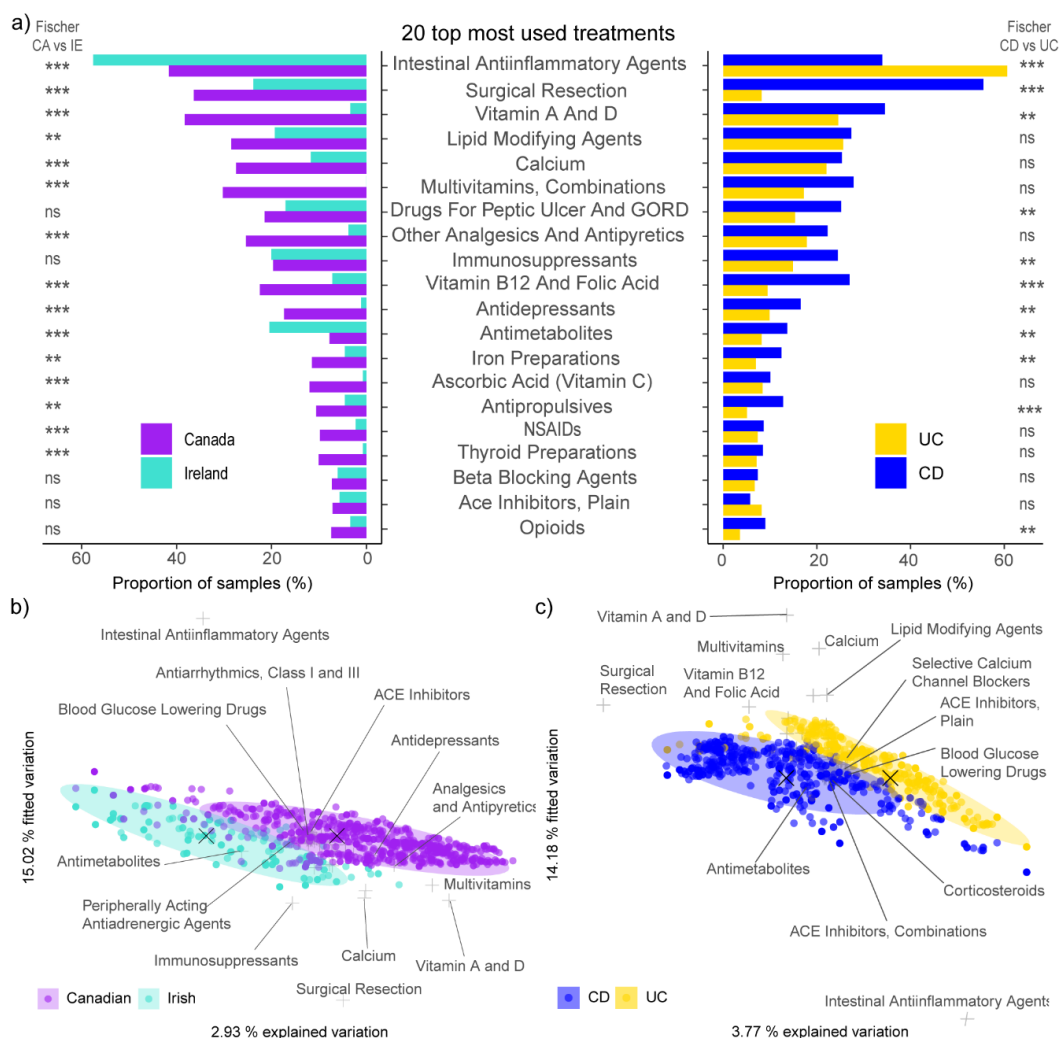 a)
Fischer
CA vs IE
20 top most used treatments
Fischer
CD vs UC
*** Intestinal Antiinflammatory Agents ***
*** Surgical Resection ***
*** Vitamin A And D **
** Lipid Modifying Agents ns
*** Calcium ns
*** Multivitamins, Combinations ns
ns Drugs For Peptic Ulcer And GORD **
*** Other Analgesics And Antipyretics ns
ns Immunosuppressants **
*** Vitamin B12 And Folic Acid ***
*** Antidepressants **
*** Antimetabolites **
** Iron Preparations **
*** Ascorbic Acid (Vitamin C) ns
** Antipropulsives ***
*** NSAIDs ns
*** Thyroid Preparations ns
ns Beta Blocking Agents ns
ns Ace Inhibitors, Plain ns
ns Opioids **
Canada
Ireland
UC
CD
60 40 20 0
0 20 40 60
Proportion of samples (%)
Proportion of samples (%)
b)
Intestinal Antiinflammatory Agents
Antiarrhythmics, Class I and III
ACE Inhibitors
Blood Glucose Lowering Drugs
Antidepressants
Analgesics
and Antipyretics
Antimetabolites
Multivitamins
Peripherally Acting
Antiadrenergic Agents
Immunosuppressants
Calcium
Vitamin A and D
Surgical Resection
15.02 % fitted variation
Canadian
Irish
2.93 % explained variation
c)
Vitamin A and D
Lipid Modifying Agents
Multivitamins
Calcium
Surgical
Resection
Vitamin B12
And Folic Acid
Selective Calcium
Channel Blockers
ACE Inhibitors,
Plain
Blood Glucose
Lowering Drugs
Antimetabolites
Corticosteroids
ACE Inhibitors, Combinations
Intestinal Antiinflammatory Agents
14.18 % fitted variation
CD
UC
3.77 % explained variation